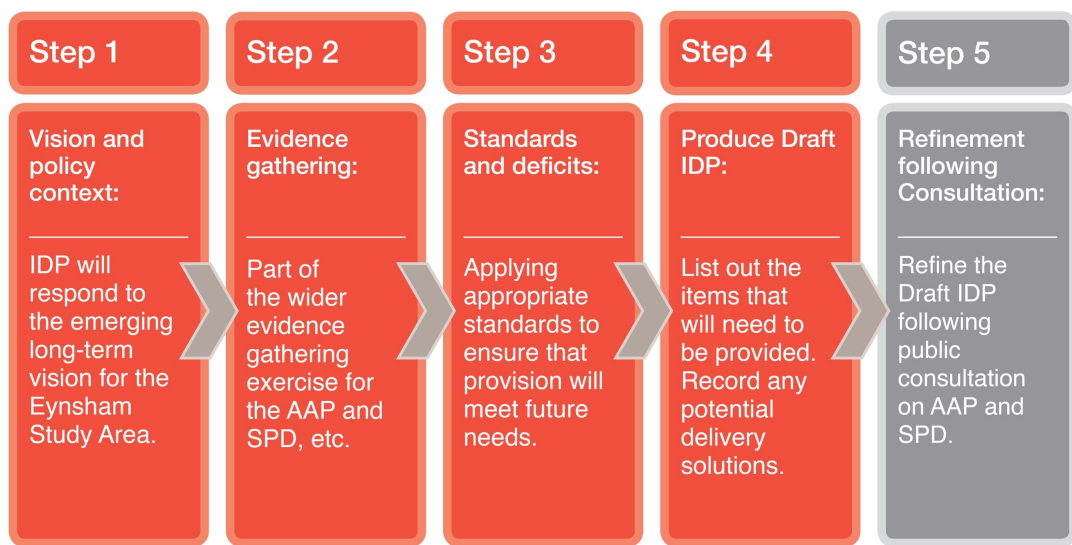 Step 1
Vision and
policy
context:
IDP will
respond to
the emerging
long-term
vision for the
Eynsham
Study Area.
Step 2
Evidence
gathering:
Part of
the wider
evidence
gathering
exercise for
the AAP and
SPD, etc.
Step 3
Standards
and deficits:
Applying
appropriate
standards to
ensure that
provision will
meet future
needs.
Step 4
Produce Draft
IDP:
List out the
items that
will need to
be provided.
Record any
potential
delivery
solutions.
Step 5
Refinement
following
Consultation:
Refine the
Draft IDP
following
public
consultation
on AAP and
SPD.